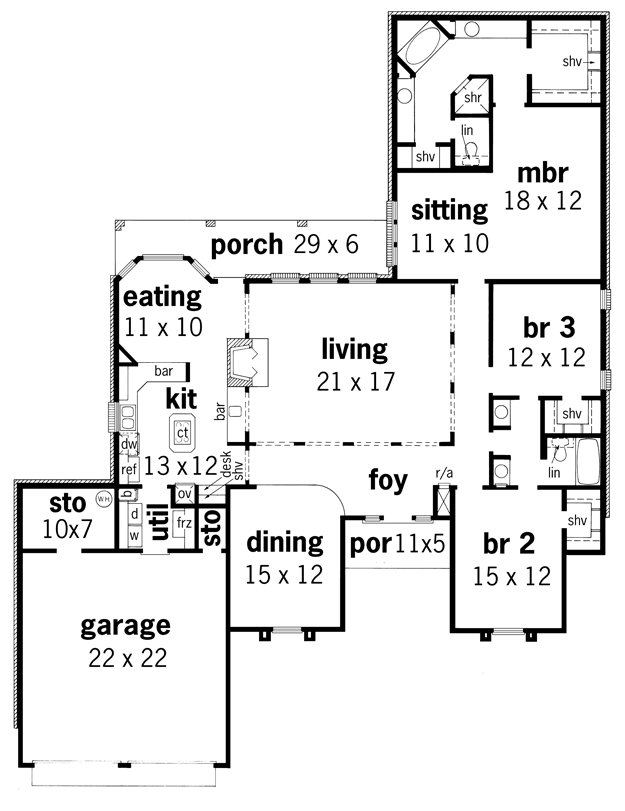 shv
shr
lin
shv
mbr
18 x 12
sitting
11 x 10
porch 29 x 6
eating
11 x 10
living
21 x 17
br 3
12 x 12
bar
kit
bar
shv
ct
dw
13 x 12
ref
desk
shv
lin
r/a
foy
b
ov
sto
10x7
WH
d
w
util
frz
sto
shv
dining
15 x 12
por 11x5
br 2
15 x 12
garage
22 x 22